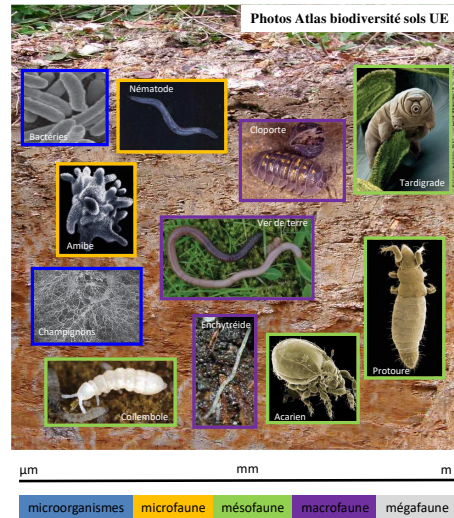 Photos Atlas biodiversité sols UE
Bactéries
Nématode
Cloporte
Tardigrade
Amibe
Ver de terre
Champignons
Enchytréide
Protoure
Collembole
Acarien
µm mm m
microorganismes microfaune mésofaune macrofaune mégafaune